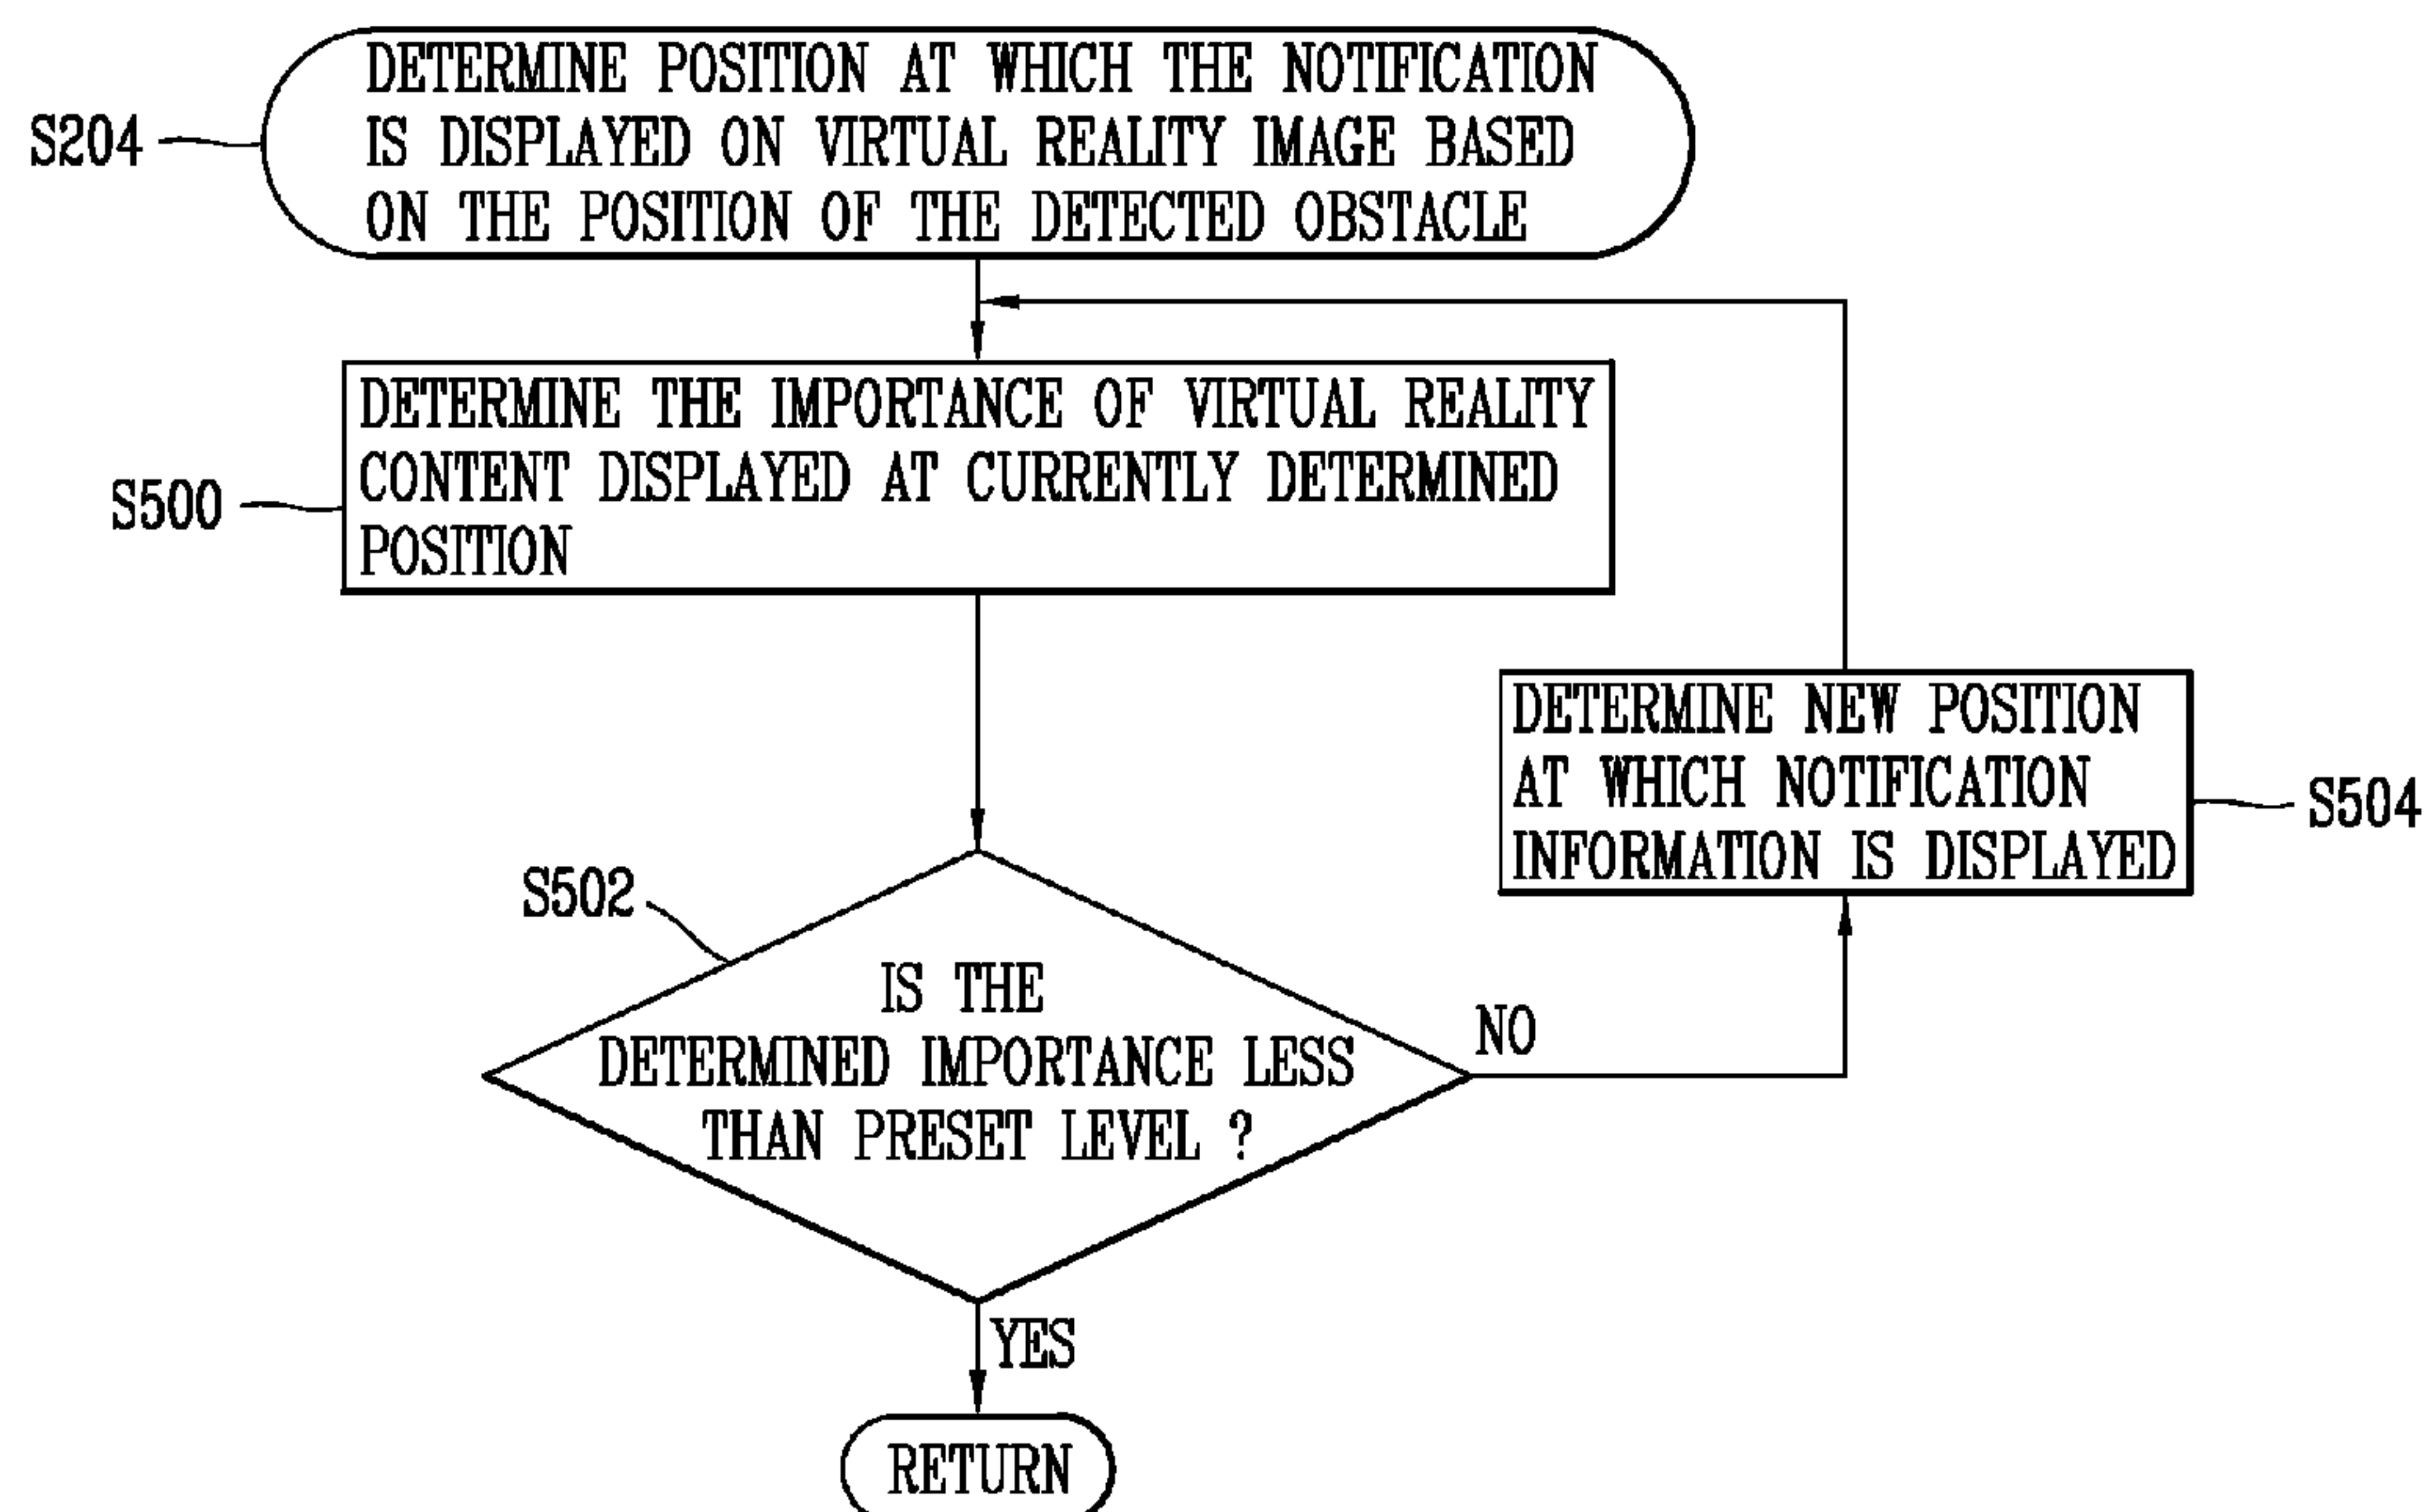 DETERMINE POSITION AT WHICH THE NOTIFICATION
IS DISPLAYED ON VIRTUAL REALITY IMAGE BASED
ON THE POSITION OF THE DETECTED OBSTACLE
S204
DETERMINE THE IMPORTANCE OF VIRTUAL REALITY
CONTENT DISPLAYED AT CURRENTLY DETERMINED
POSITION
S500
DETERMINE NEW POSITION
AT WHICH NOTIFICATION
INFORMATION IS DISPLAYED
S504
S502
IS THE
DETERMINED IMPORTANCE LESS
THAN PRESET LEVEL ?
NO
YES
RETURN